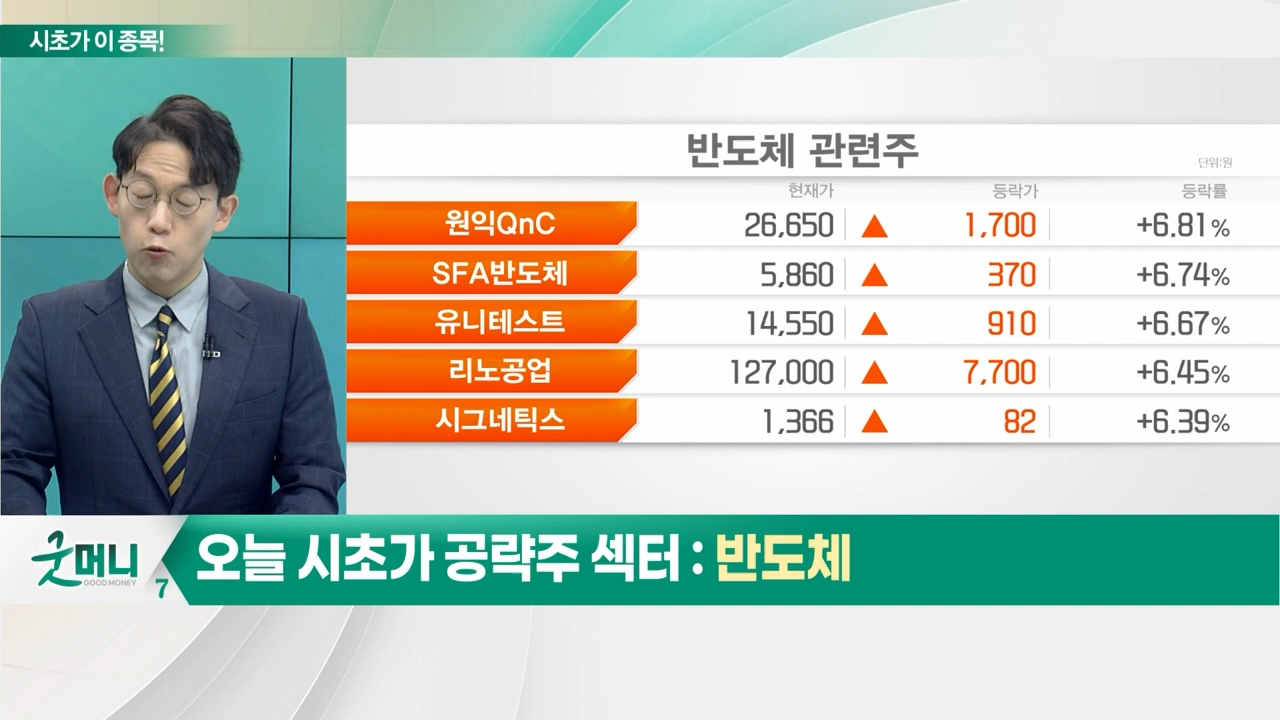 시초가 이 종목!
반도체 관련주
단위:원
현재가 등락가 등락률
원익QnC 26,650 ▲ 1,700 +6.81%
SFA반도체 5,860 ▲ 370 +6.74%
유니테스트 14,550 ▲ 910 +6.67%
리노공업 127,000 ▲ 7,700 +6.45%
시그네틱스 1,366 ▲ 82 +6.39%
굿머니
GOOD MONEY
7
오늘 시초가 공략주 섹터 : 반도체